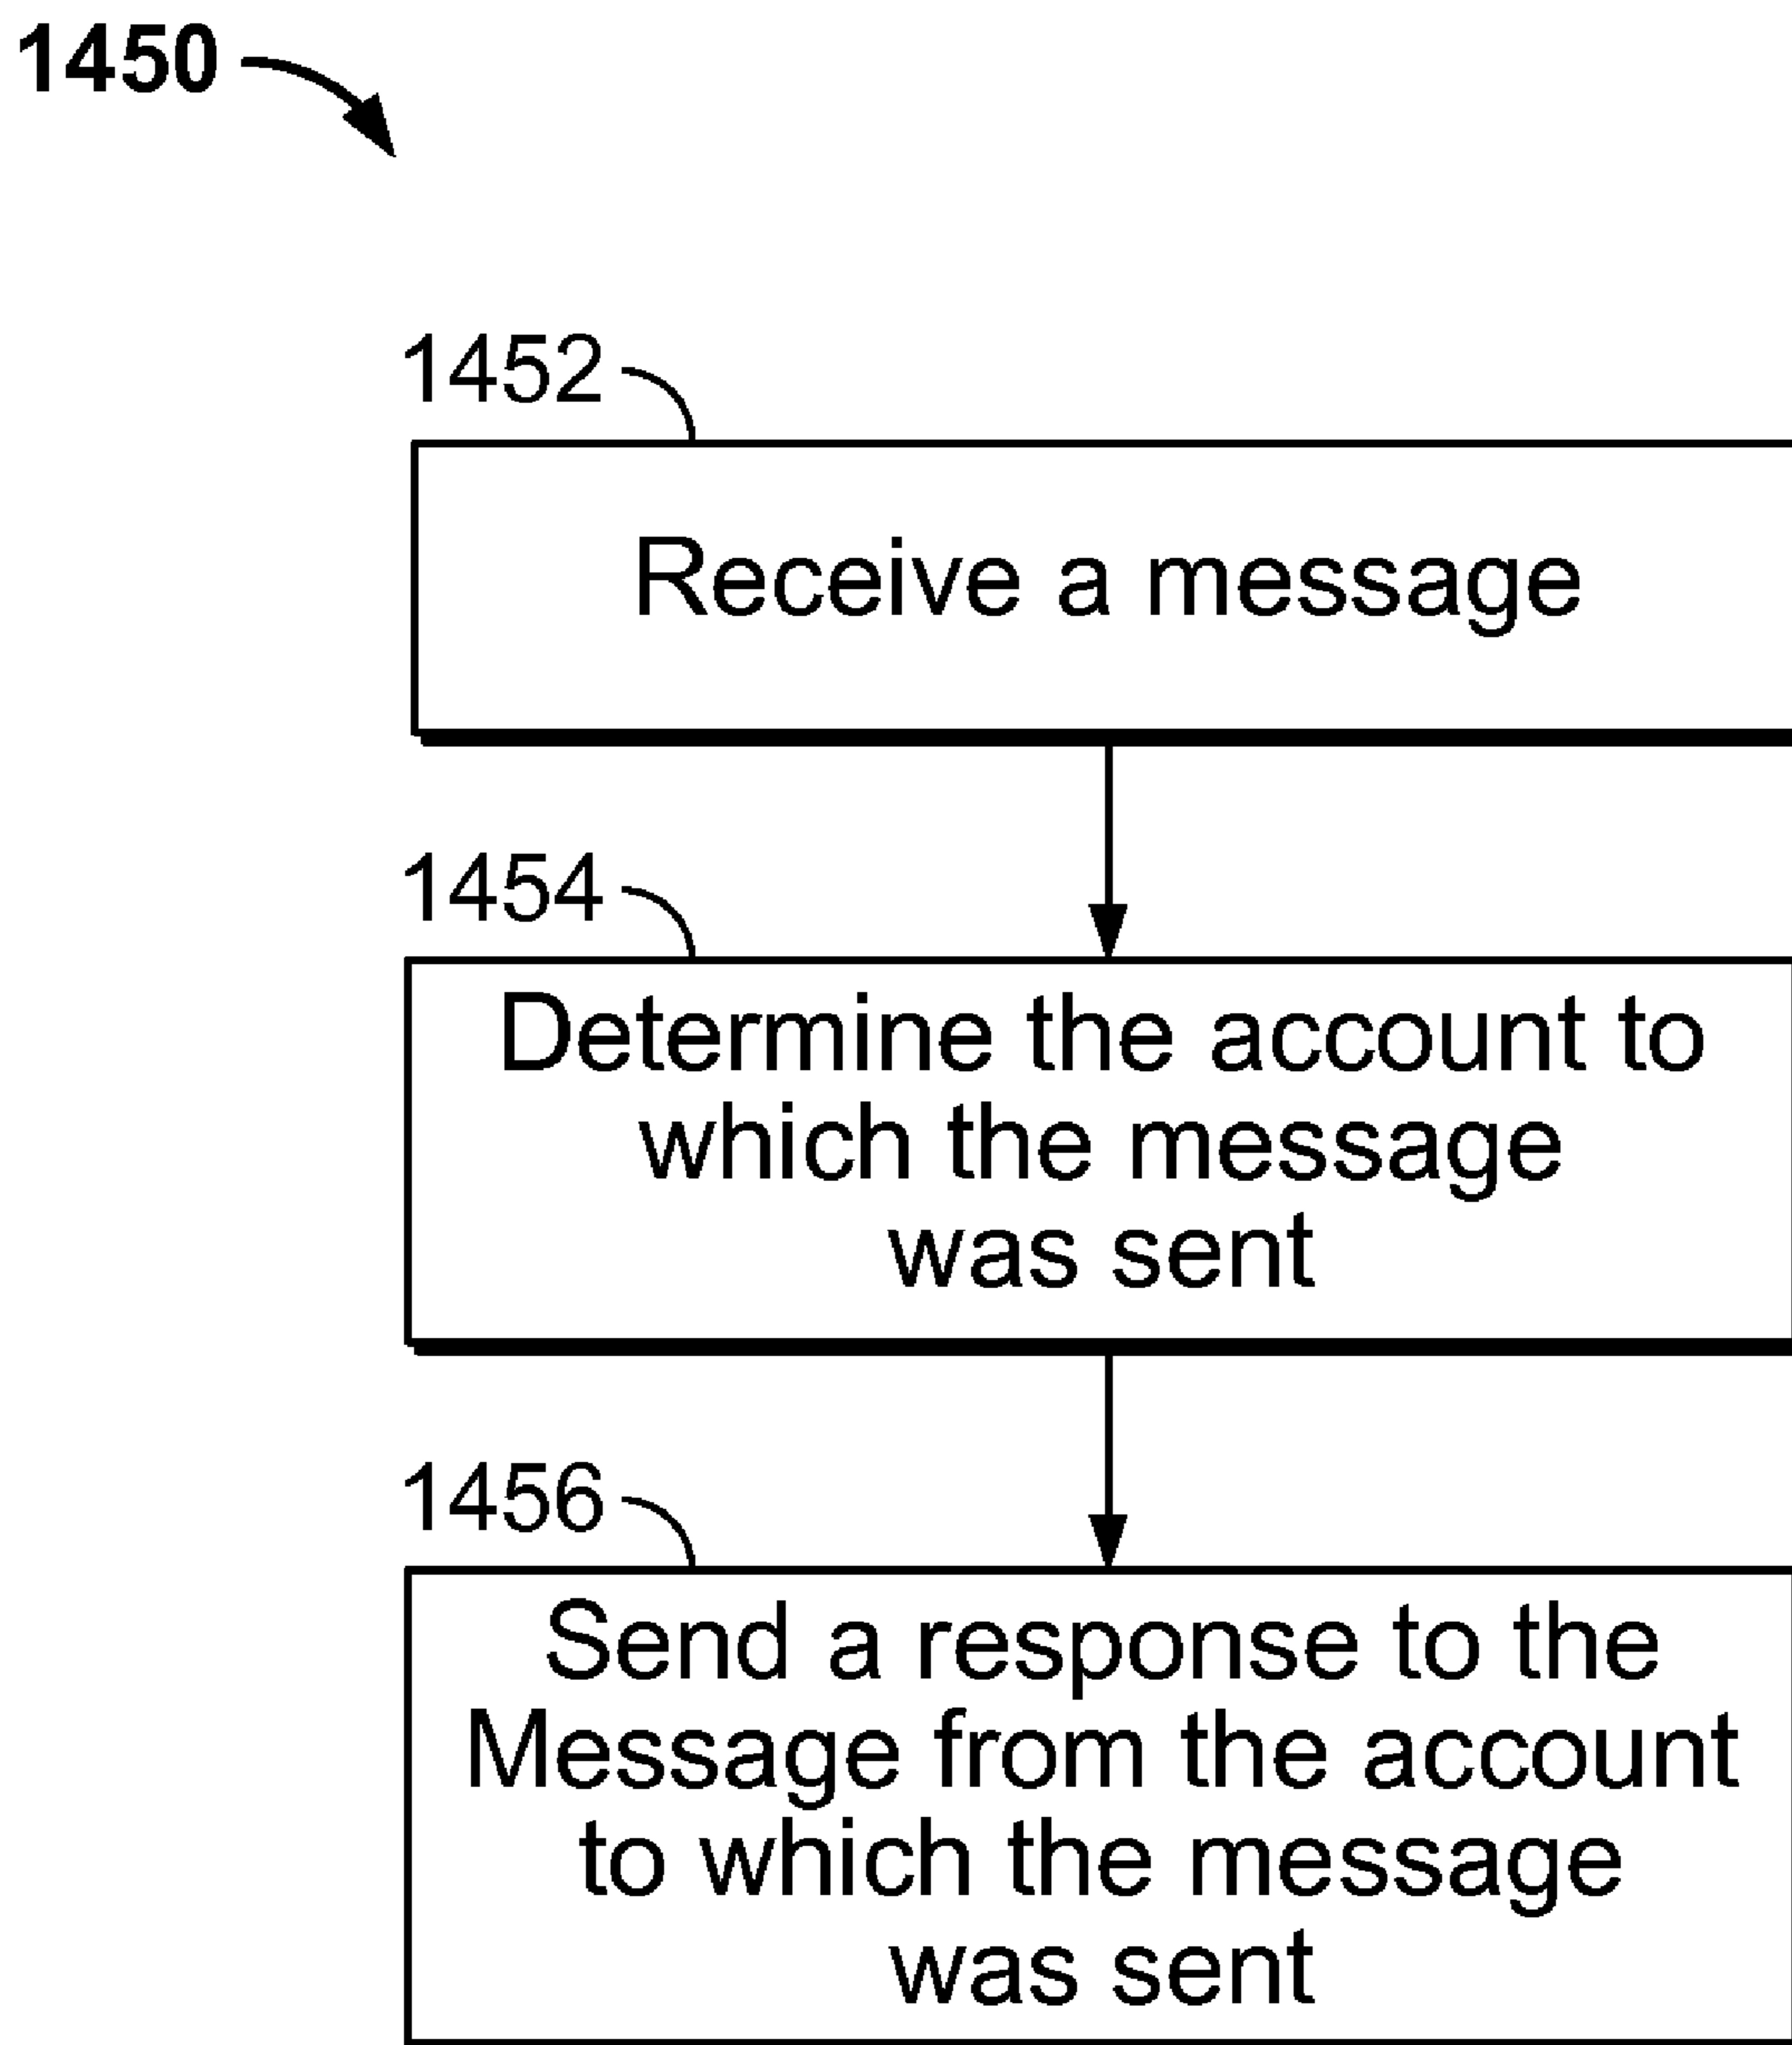 1450
1452
Receive a message
1454
Determine the account to
which the message
was sent
1456
Send a response to the
Message from the account
to which the message
was sent